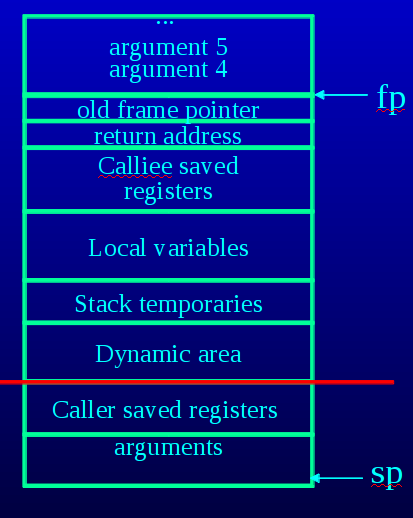 ...
argument 5
argument 4
fp
old frame pointer
return address
Calliee saved
registers
Local variables
Stack temporaries
Dynamic area
Caller saved registers
arguments
sp